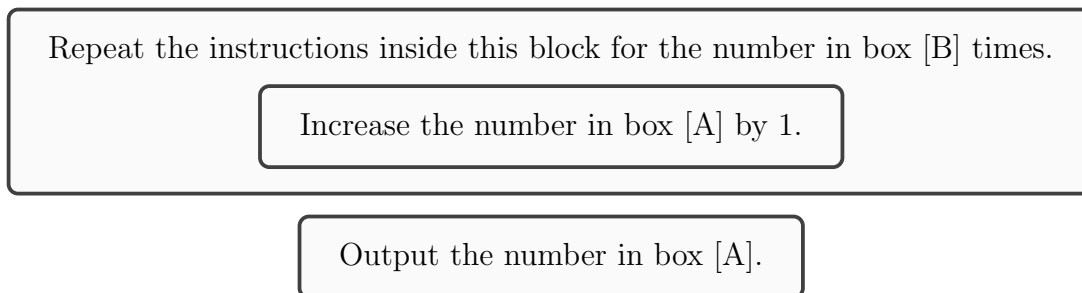 Repeat the instructions inside this block for the number in box [B] times.
Increase the number in box [A] by 1.
Output the number in box [A].